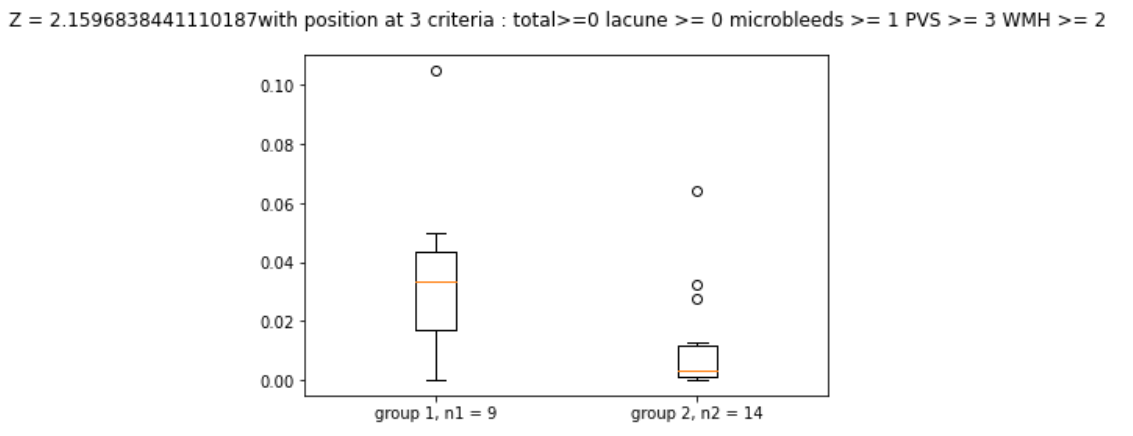 Z = 2.1596838441110187with position at 3 criteria : total>=0 lacune >= 0 microbleeds >= 1 PVS >= 3 WMH >= 2
0.10
0.08
0.06
0.04
0.02
0.00
group 1, n1 = 9
group 2, n2 = 14